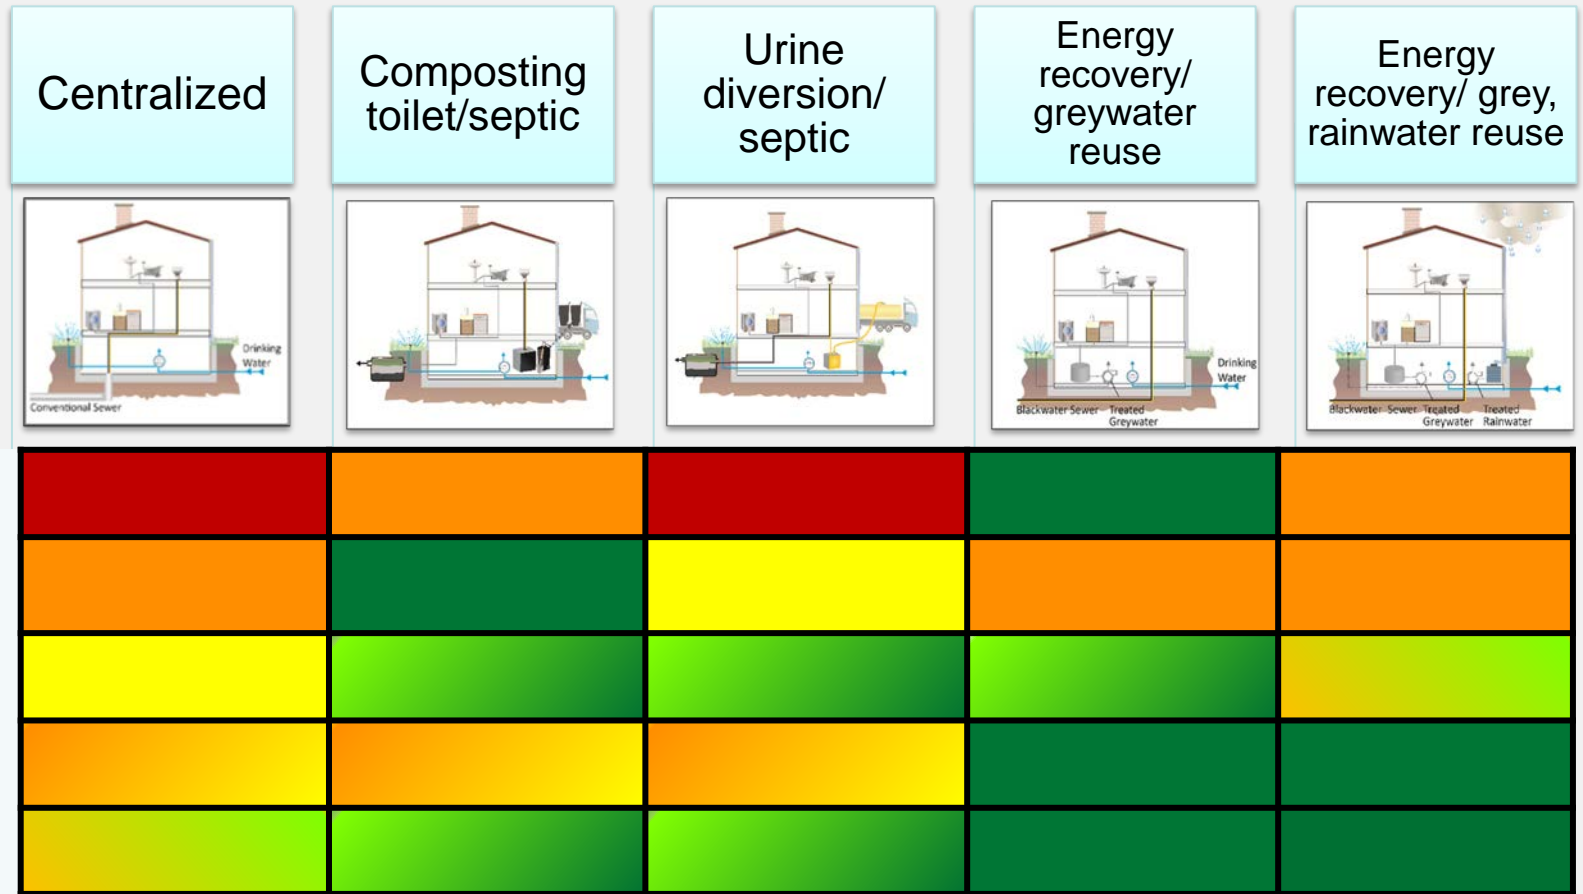 Centralized
Composting
toilet/septic
Urine
diversion/
septic
Energy
recovery/
greywater
reuse
Energy
recovery/ grey,
rainwater reuse
Drinking
Water
Conventional Sewer
Drinking
Water
Blackwater Sewer Treated
Greywater
Blackwater Sewer Treated Treated
Greywater Rainwater